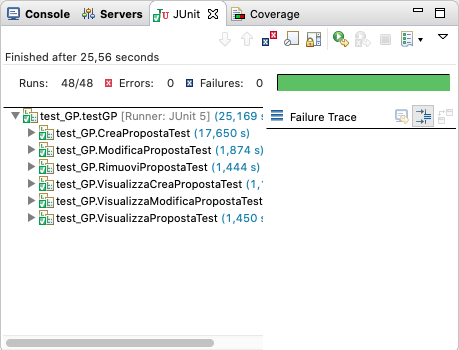 Console Servers JUnit Coverage
Finished after 25,56 seconds
Runs: 48/48 Errors: 0 Failures: 0
test_GP.testGP [Runner: JUnit 5] (25,169 s
Failure Trace
test_GP.CreaPropostaTest (17,650 s)
test_GP.ModificaPropostaTest (1,874 s)
test_GP.RimuoviPropostaTest (1,444 s)
test_GP.VisualizzaCreaPropostaTest (1,1
test_GP.VisualizzaModificaPropostaTest
test_GP.VisualizzaPropostaTest (1,450 s)